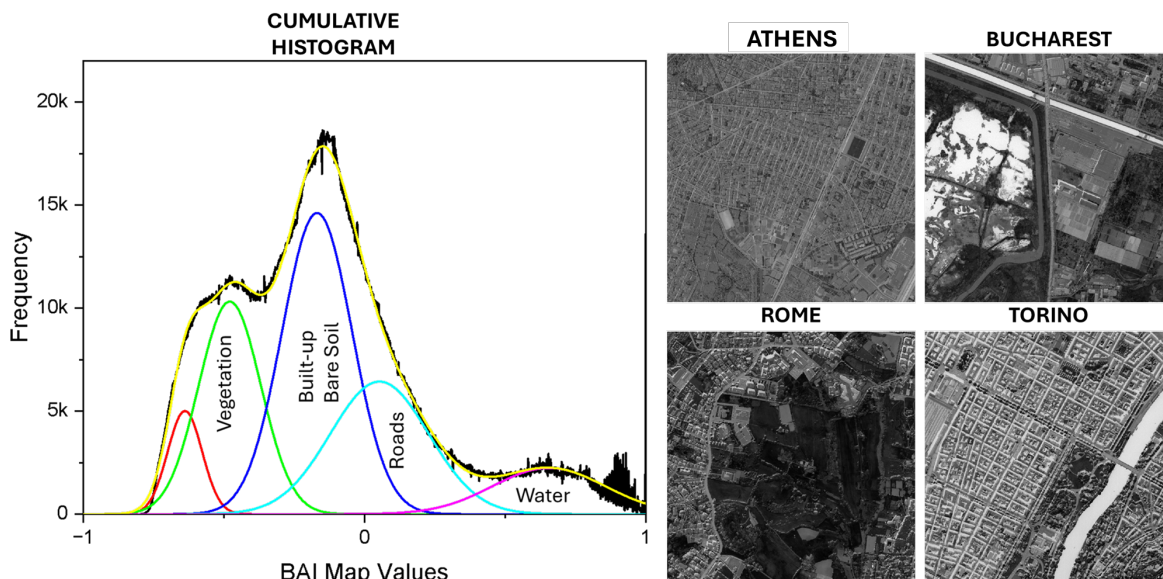 CUMULATIVE
HISTOGRAM
20k
15k
10k
5k
0
Frequency
Vegetation
Built-up
Bare Soil
Roads
Water
−1
0
1
BAI Map Values
ATHENS
BUCHAREST
ROME
TORINO